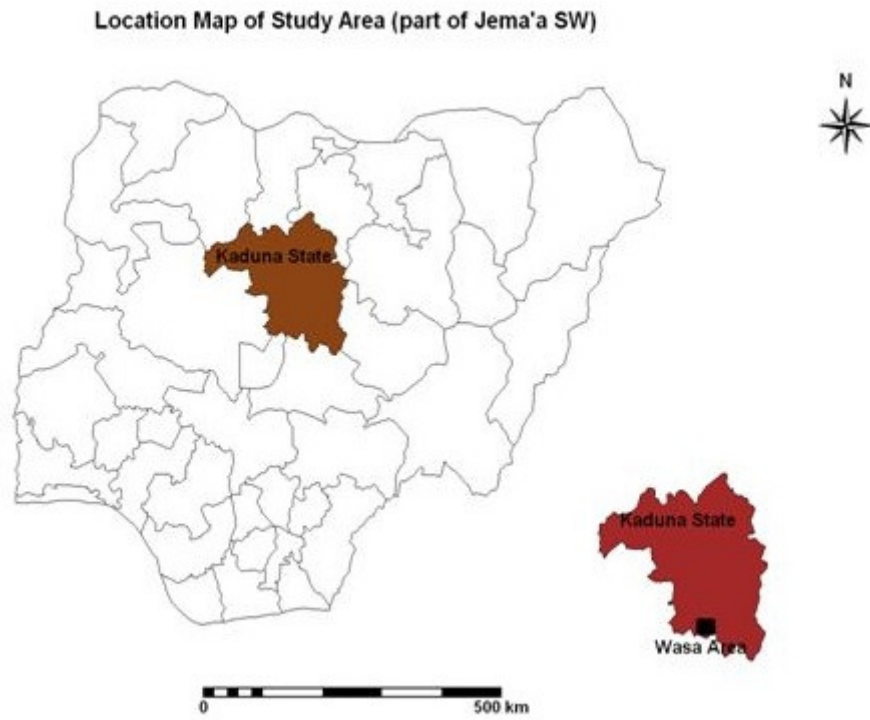 Location Map of Study Area (part of Jema'a SW)
N
Kaduna State
Kaduna State
Wasa Area
0 500 km